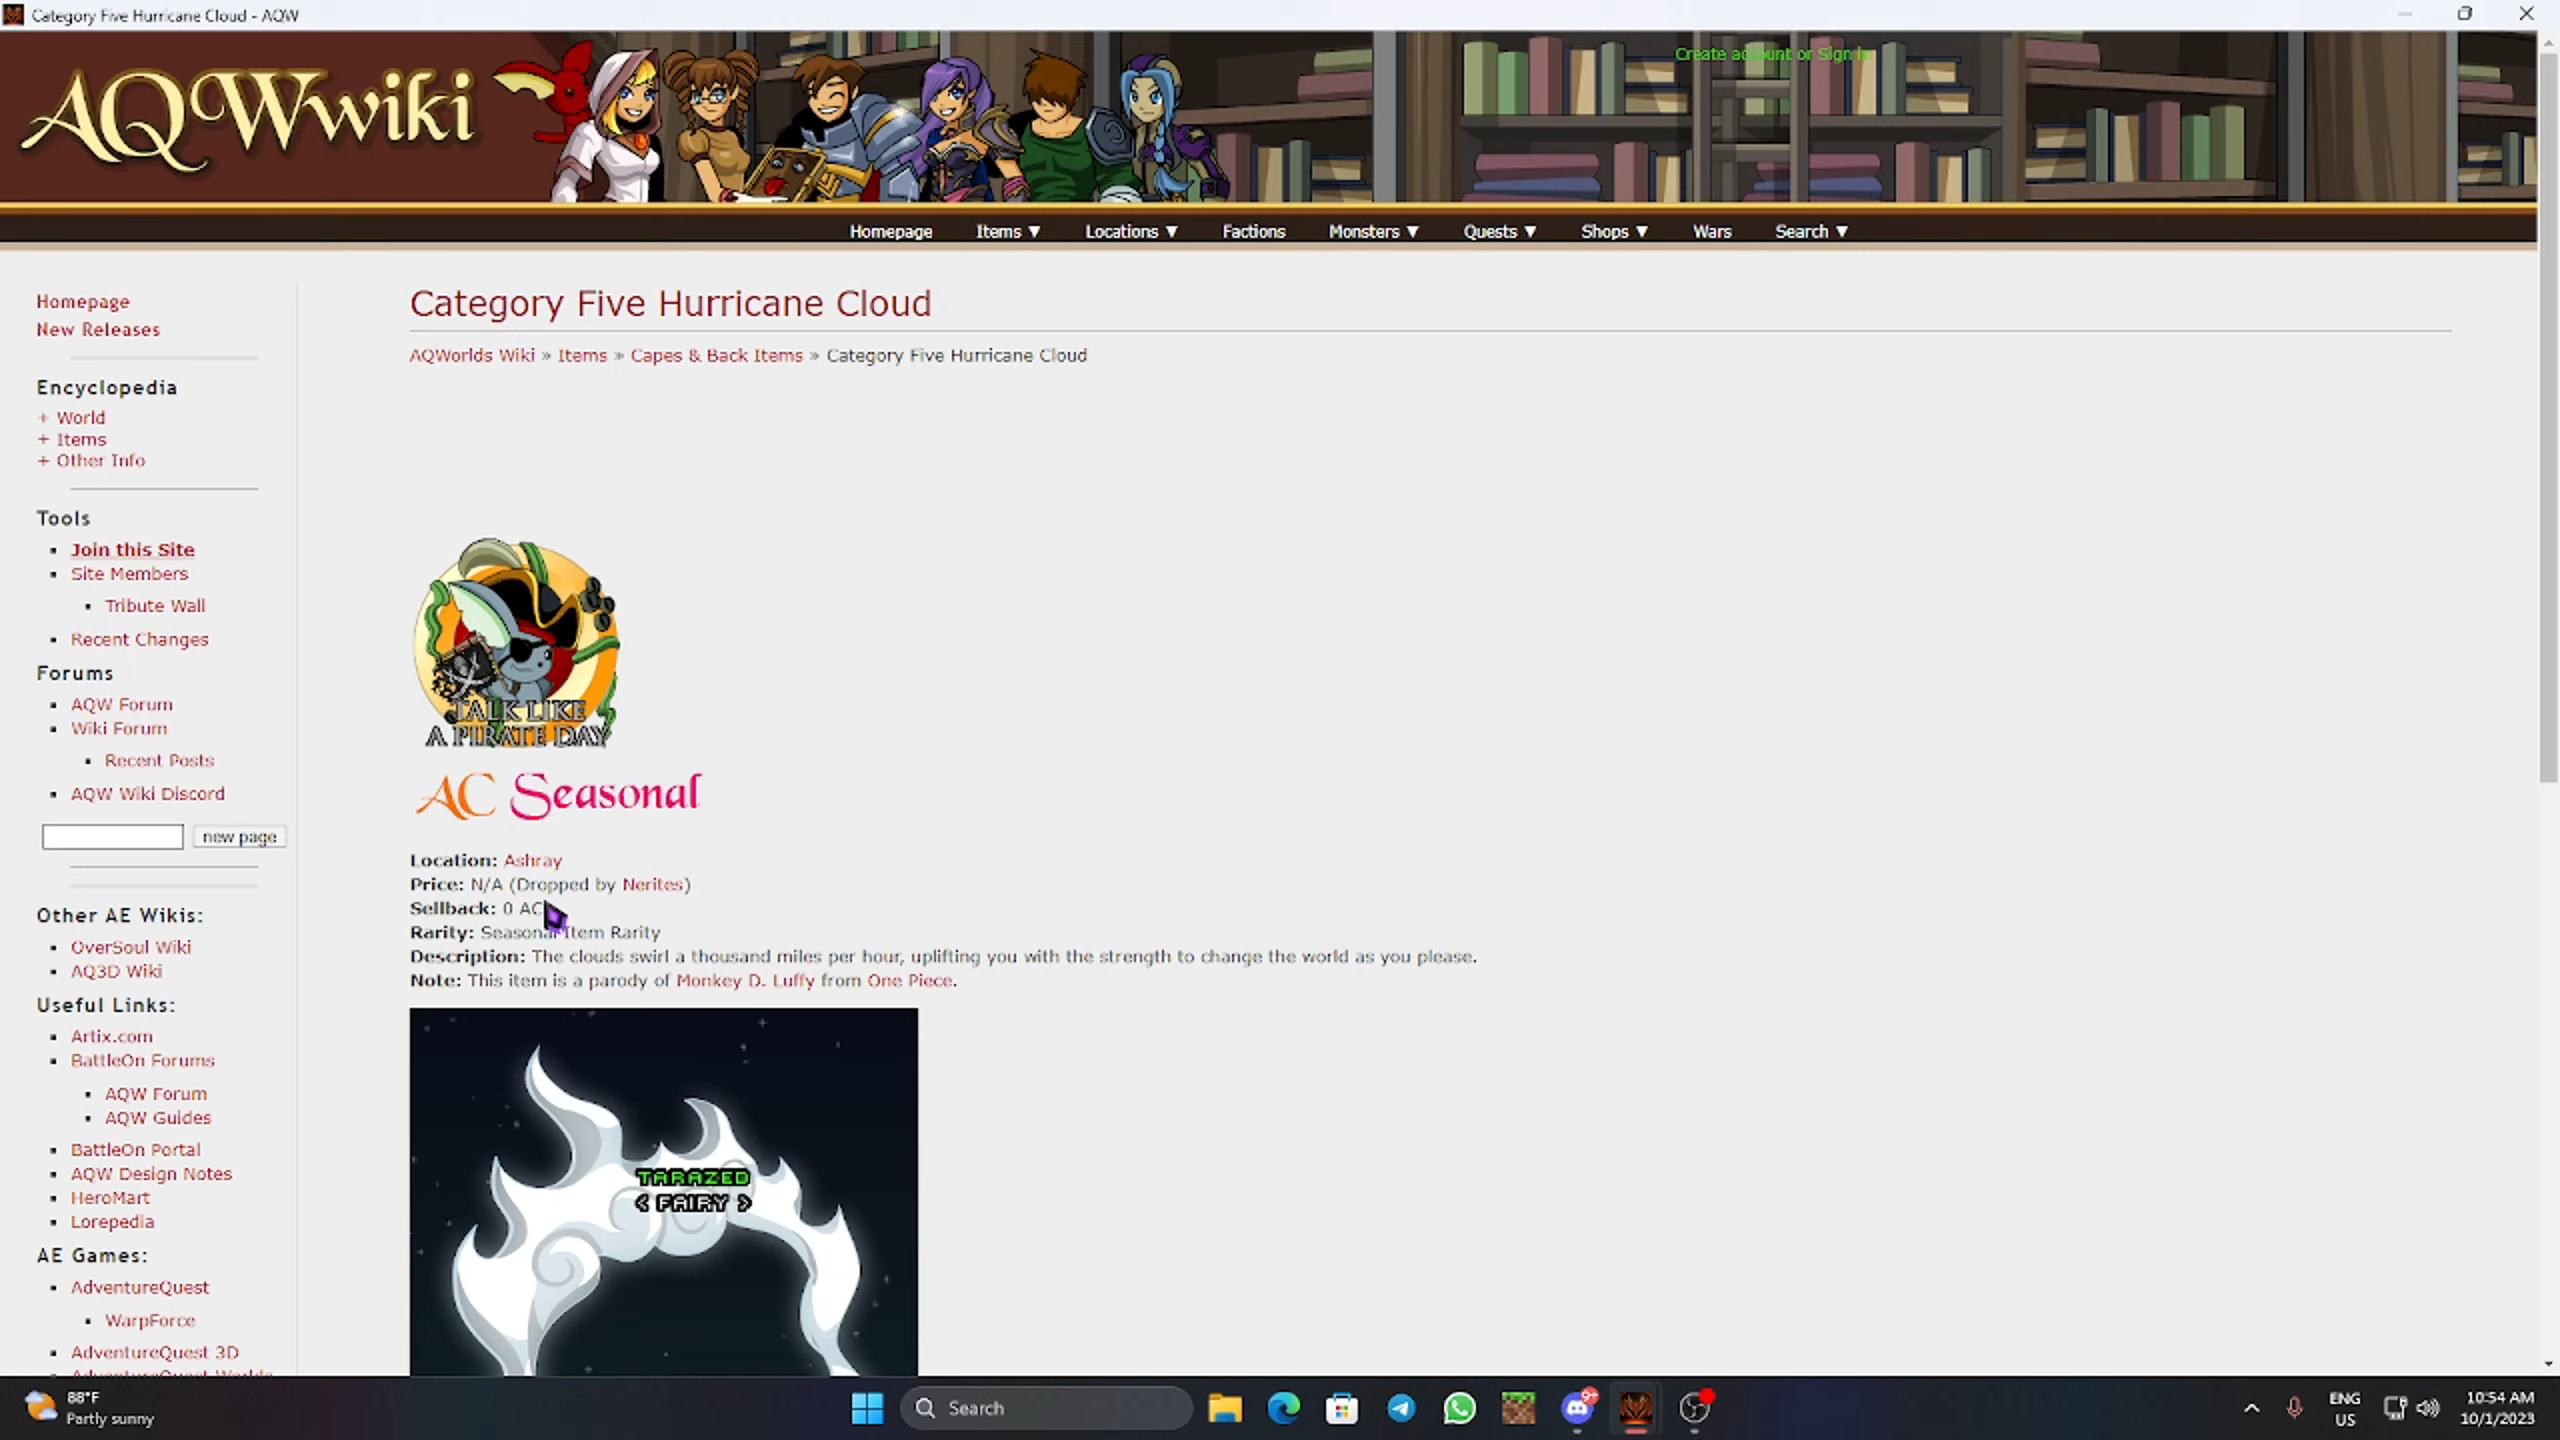 Category Five Hurricane Cloud - AQW
AQWwiki
Create account or Sign in
Homepage Items ▼ Locations ▼ Factions Monsters ▼ Quests ▼ Shops ▼ Wars Search ▼
Homepage
New Releases
Encyclopedia
+ World
+ Items
+ Other Info
Tools
Join this Site
Site Members
Tribute Wall
Recent Changes
Forums
AQW Forum
Wiki Forum
Recent Posts
AQW Wiki Discord
new page
Other AE Wikis:
OverSoul Wiki
AQ3D Wiki
Useful Links:
Artix.com
BattleOn Forums
AQW Forum
AQW Guides
BattleOn Portal
AQW Design Notes
HeroMart
Lorepedia
AE Games:
AdventureQuest
WarpForce
AdventureQuest 3D
AdventureQuest Worlds
Category Five Hurricane Cloud
AQWorlds Wiki » Items » Capes & Back Items » Category Five Hurricane Cloud
TALK LIKE
A PIRATE DAY
AC Seasonal
Location: Ashray
Price: N/A (Dropped by Nerites)
Sellback: 0 AC
Rarity: Seasonal Item Rarity
Description: The clouds swirl a thousand miles per hour, uplifting you with the strength to change the world as you please.
Note: This item is a parody of Monkey D. Luffy from One Piece.
TARAZED
< FAIRY >
88°F
Partly sunny
Search
9+
ENG
US
10:54 AM
10/1/2023